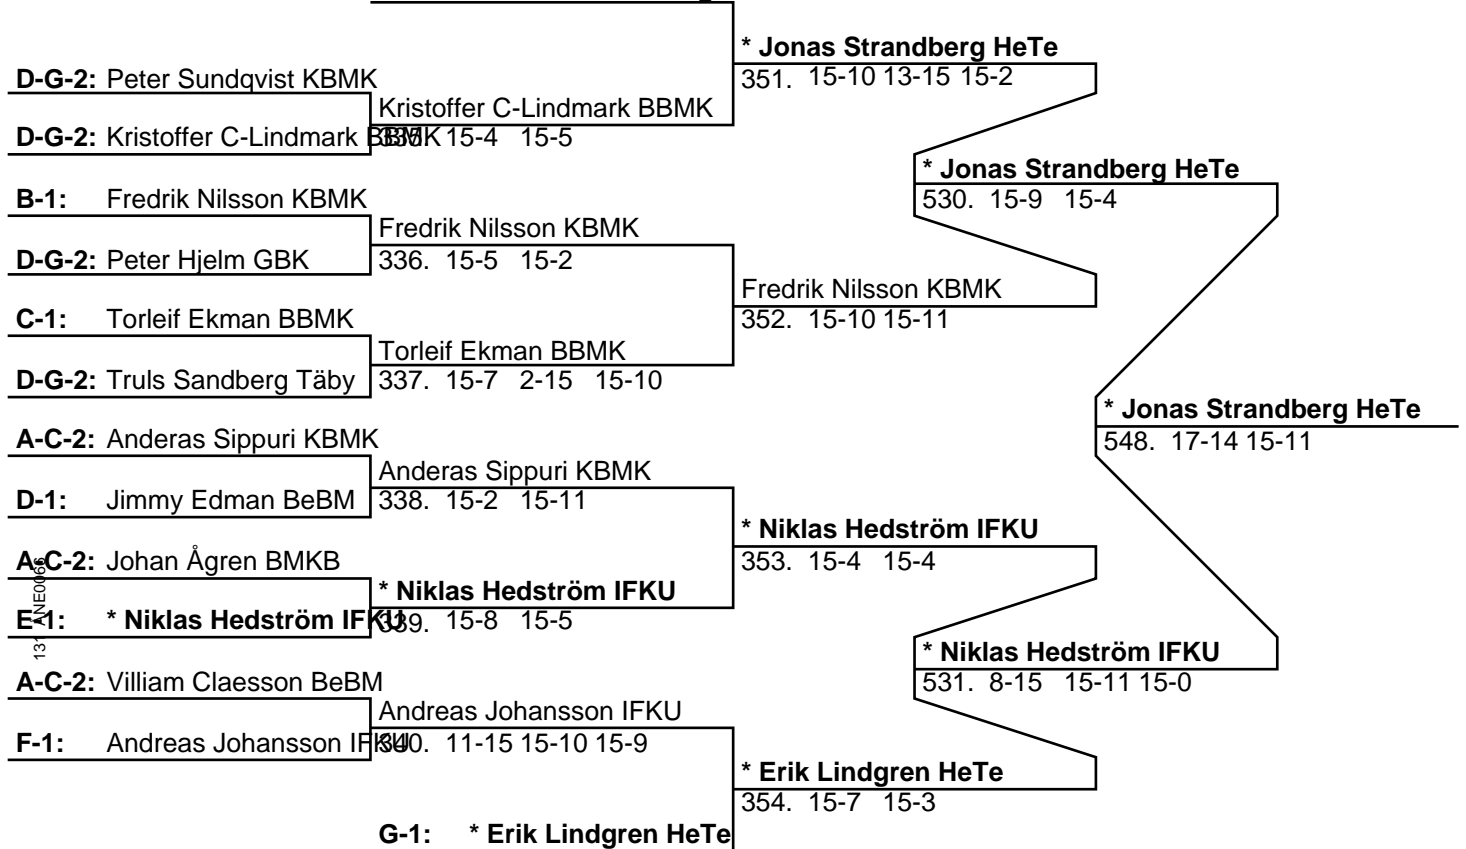 * Jonas Strandberg HeTe
351. 15-10 13-15 15-2
D-G-2: Peter Sundqvist KBMK
Kristoffer C-Lindmark BBMK
D-G-2: Kristoffer C-Lindmark BBMK
335. 15-4 15-5
* Jonas Strandberg HeTe
530. 15-9 15-4
B-1: Fredrik Nilsson KBMK
Fredrik Nilsson KBMK
336. 15-5 15-2
D-G-2: Peter Hjelm GBK
Fredrik Nilsson KBMK
352. 15-10 15-11
C-1: Torleif Ekman BBMK
Torleif Ekman BBMK
337. 15-7 2-15 15-10
D-G-2: Truls Sandberg Täby
* Jonas Strandberg HeTe
548. 17-14 15-11
A-C-2: Anderas Sippuri KBMK
Anderas Sippuri KBMK
338. 15-2 15-11
D-1: Jimmy Edman BeBM
* Niklas Hedström IFKU
353. 15-4 15-4
A-C-2: Johan Ågren BMKB
* Niklas Hedström IFKU
339. 15-8 15-5
E-1: * Niklas Hedström IFKU
* Niklas Hedström IFKU
531. 8-15 15-11 15-0
A-C-2: Villiam Claesson BeBM
Andreas Johansson IFKU
340. 11-15 15-10 15-9
F-1: Andreas Johansson IFKU
* Erik Lindgren HeTe
354. 15-7 15-3
G-1: * Erik Lindgren HeTe